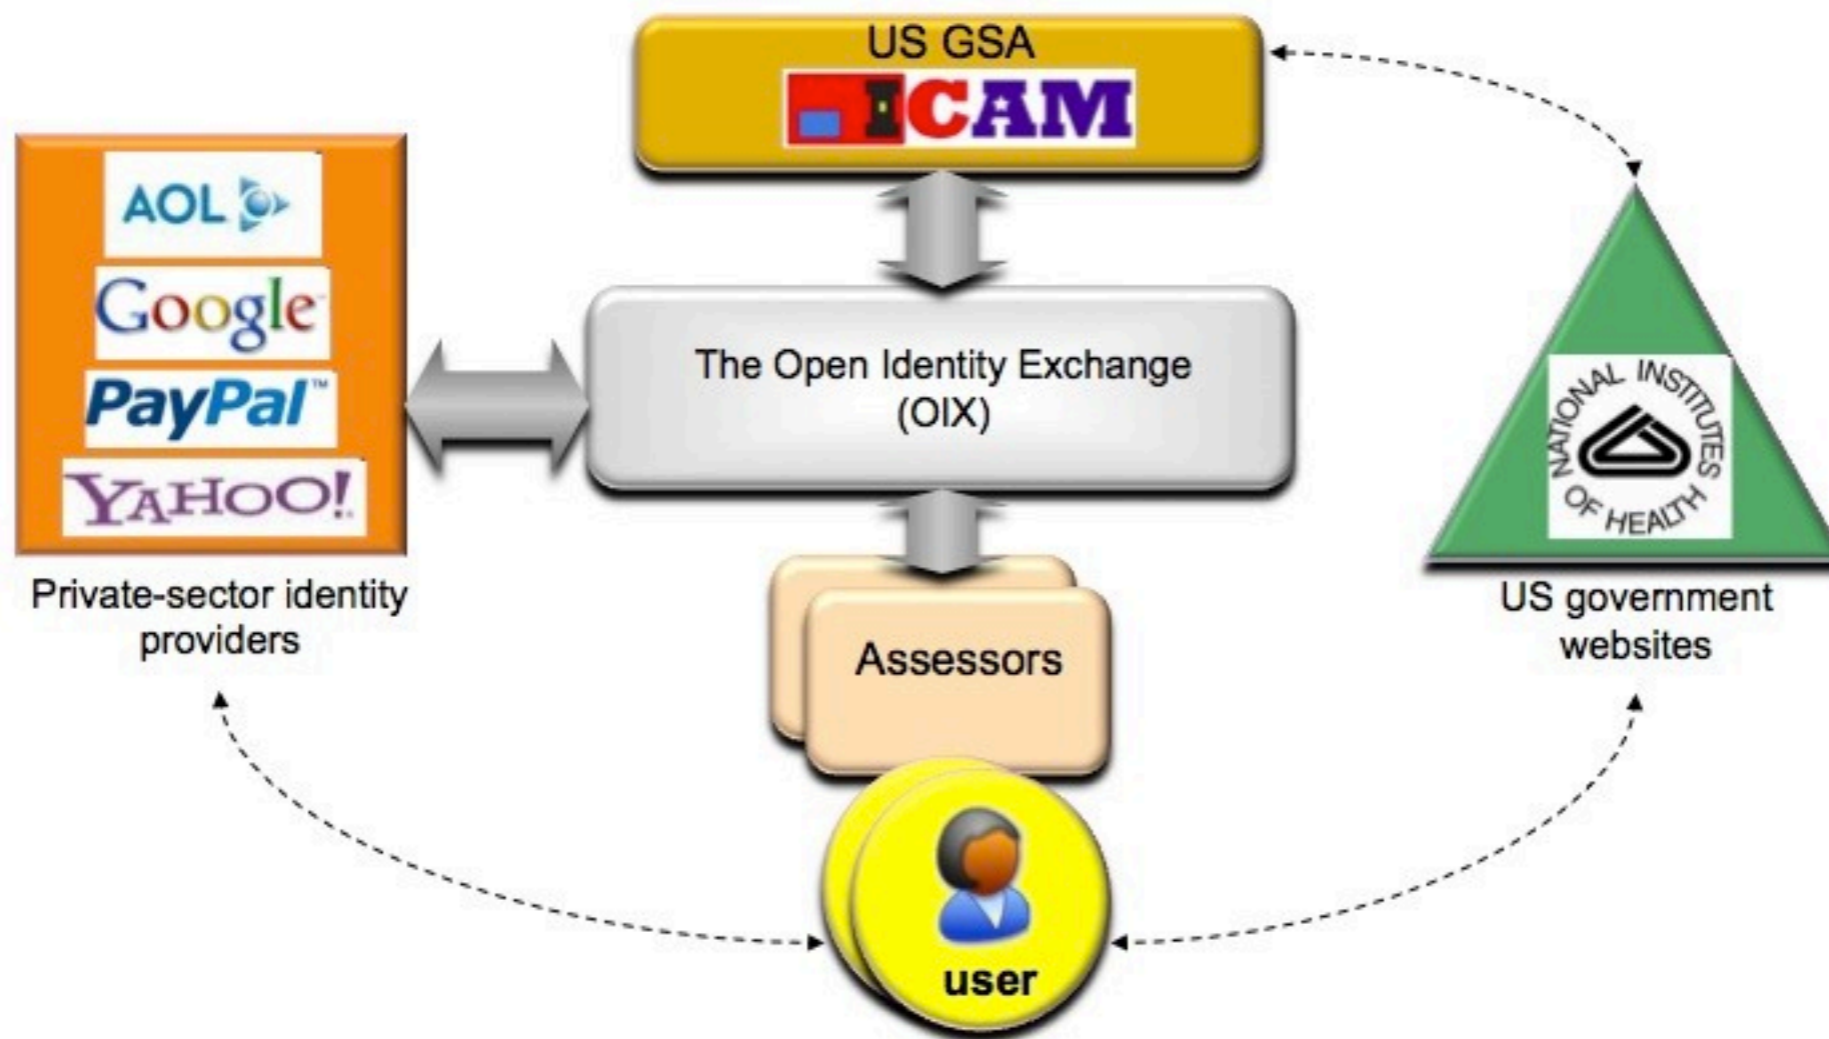 US GSA
ICAM
AOL
Google
PayPal™
YAHOO!
Private-sector identity
providers
The Open Identity Exchange
(OIX)
Assessors
user
NATIONAL INSTITUTES
OF HEALTH
US government
websites